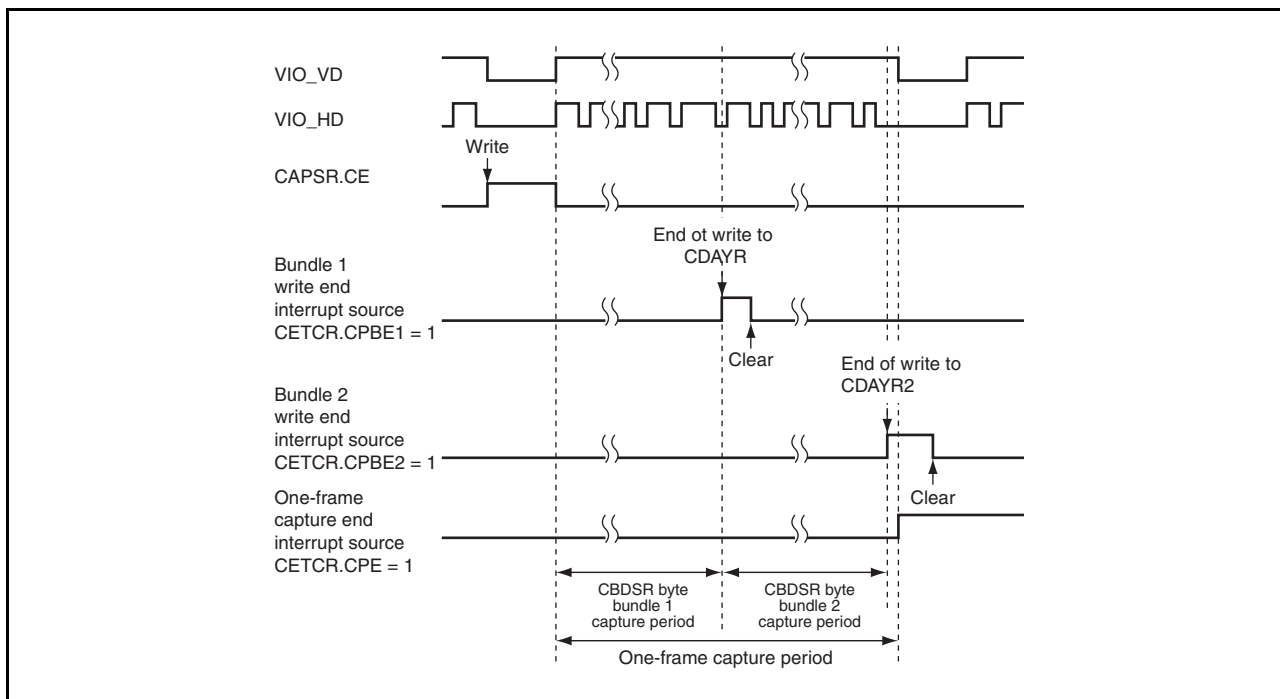 VIO_VD
VIO_HD
Write
CAPSR.CE
End ot write to
CDAYR
Bundle 1
write end
interrupt source
CETCR.CPBE1 = 1
Clear
End of write to
CDAYR2
Bundle 2
write end
interrupt source
CETCR.CPBE2 = 1
Clear
One-frame
capture end
interrupt source
CETCR.CPE = 1
CBDSR byte
bundle 1
capture period
CBDSR byte
bundle 2
capture period
One-frame capture period